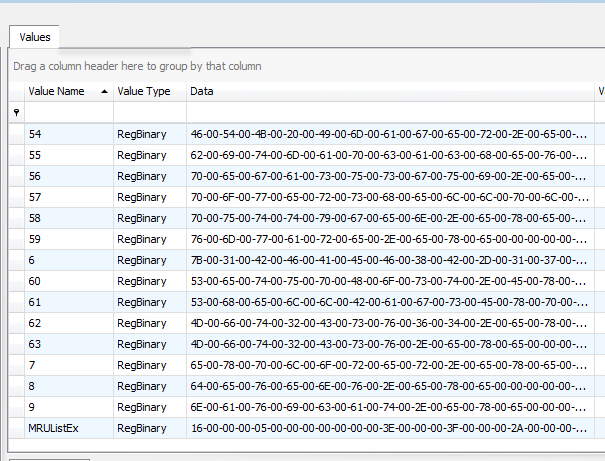 Values
Drag a column header here to group by that column
Value Name Value Type Data V
54 RegBinary 46-00-54-00-4B-00-20-00-49-00-6D-00-61-00-67-00-65-00-72-00-2E-00-65-00-...
55 RegBinary 62-00-69-00-74-00-6D-00-61-00-70-00-63-00-61-00-63-00-68-00-65-00-76-00-...
56 RegBinary 70-00-65-00-67-00-61-00-73-00-75-00-73-00-67-00-75-00-69-00-2E-00-65-00-...
57 RegBinary 70-00-6F-00-77-00-65-00-72-00-73-00-68-00-65-00-6C-00-6C-00-70-00-6C-00-...
58 RegBinary 70-00-75-00-74-00-74-00-79-00-67-00-65-00-6E-00-2E-00-65-00-78-00-65-00-...
59 RegBinary 76-00-6D-00-77-00-61-00-72-00-65-00-2E-00-65-00-78-00-65-00-00-00-00-00-...
6 RegBinary 7B-00-31-00-42-00-46-00-41-00-45-00-46-00-38-00-42-00-2D-00-31-00-37-00-...
60 RegBinary 53-00-65-00-74-00-75-00-70-00-48-00-6F-00-73-00-74-00-2E-00-45-00-78-00-...
61 RegBinary 53-00-68-00-65-00-6C-00-6C-00-42-00-61-00-67-00-73-00-45-00-78-00-70-00-...
62 RegBinary 4D-00-66-00-74-00-32-00-43-00-73-00-76-00-36-00-34-00-2E-00-65-00-78-00-...
63 RegBinary 4D-00-66-00-74-00-32-00-43-00-73-00-76-00-2E-00-65-00-78-00-65-00-00-00-...
7 RegBinary 65-00-78-00-70-00-6C-00-6F-00-72-00-65-00-72-00-2E-00-65-00-78-00-65-00-...
8 RegBinary 64-00-65-00-76-00-65-00-6E-00-76-00-2E-00-65-00-78-00-65-00-00-00-00-00-...
9 RegBinary 6E-00-61-00-76-00-69-00-63-00-61-00-74-00-2E-00-65-00-78-00-65-00-00-00-...
MRUListEx RegBinary 16-00-00-00-05-00-00-00-00-00-00-00-3E-00-00-00-3F-00-00-00-2A-00-00-00-...